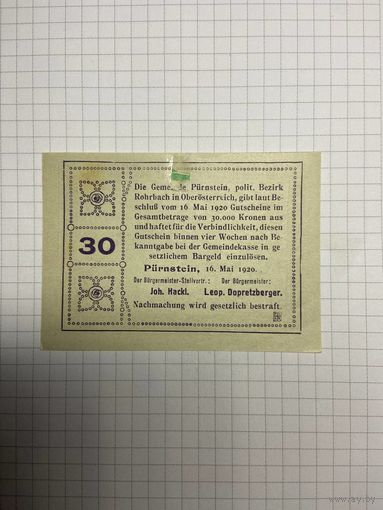 Die Geme de Pürnstein, polit. Bezirk
Rohrbach in Oberösterreich, gibt laut Be-
schluß vom 16 Mai 1920 Gutscheine im
Gesamtbetrage von 30.000 Kronen aus
und haftet für die Verbindlichkeit, diesen
Gutschein binnen vier Wochen nach Be-
kanntgabe bei der Gemeindekasse in ge
setzlichem Bargeld einzulösen.
30
Pürnstein, 16. Mai 1920.
Der Bürgermeister-Stellvertr.: Der Bürgermeister:
Joh. Hackl. Leop. Dopretzberger.
Nachmachung wird gesetzlich bestraft.